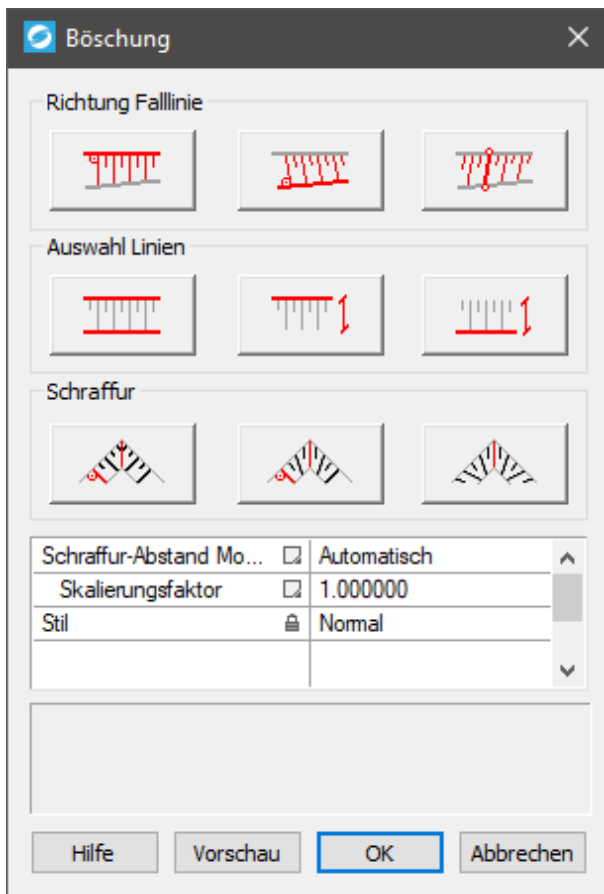 Böschung
Richtung Falllinie
Auswahl Linien
Schraffur
Schraffur-Abstand Mo... Automatisch
Skalierungsfaktor 1.000000
Stil Normal
Hilfe Vorschau OK Abbrechen